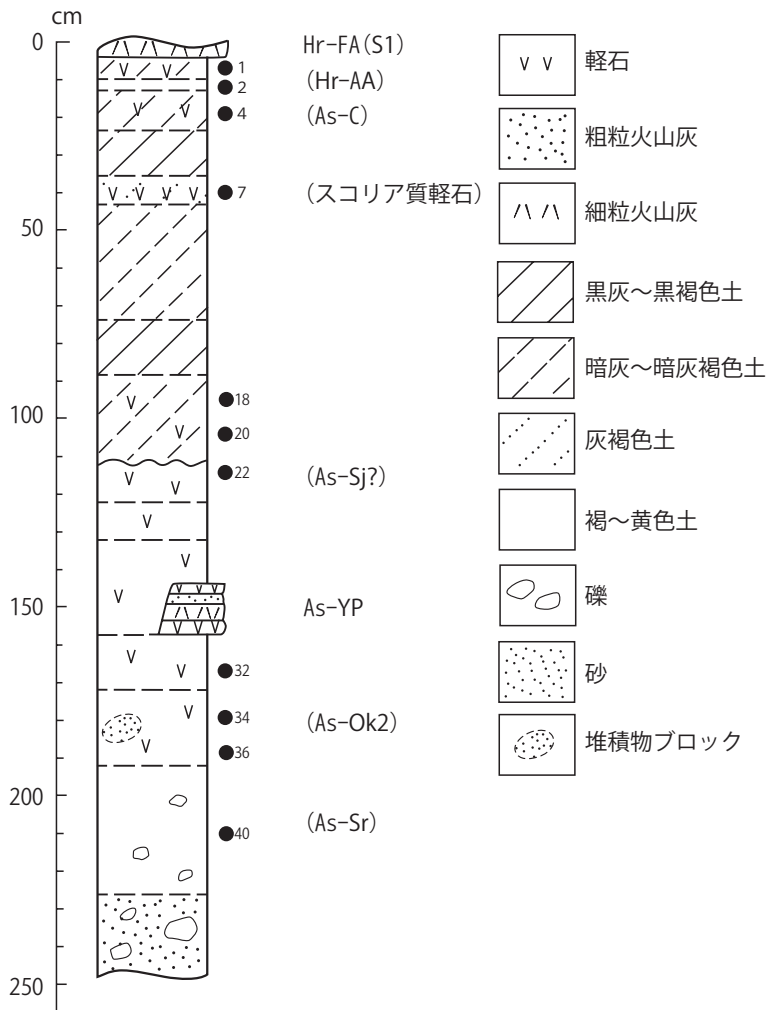 cm
0
50
100
150
200
250
1
2
4
7
18
20
22
32
34
36
40
Hr-FA(S1)
(Hr-AA)
(As-C)
(スコリア質軽石)
(As-Sj?)
As-YP
(As-Ok2)
(As-Sr)
軽石
粗粒火山灰
細粒火山灰
黒灰～黒褐色土
暗灰～暗灰褐色土
灰褐色土
褐～黄色土
礫
砂
堆積物ブロック